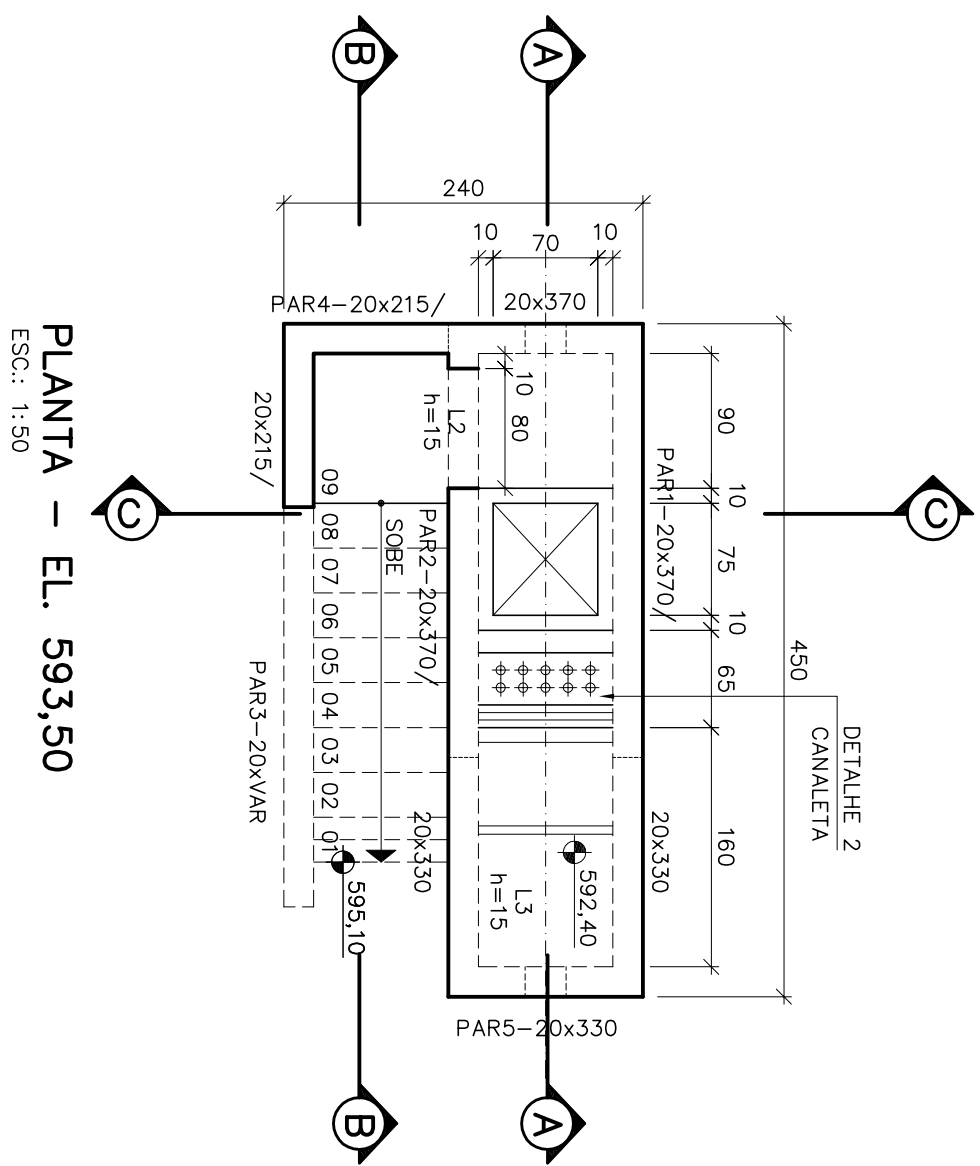 B
A
240
10
70
10
PAR4-20x215/
20x370
10
80
L2
h=15
90
10
75
10
65
160
450
PAR1-20x370/
20x330
DETALHE 2
CANALETA
C
C
20x215/
09
08
07
06
05
04
03
02
01
SOBE
PAR2-20x370/
20x330
PAR3-20xVAR
595,10
592,40
L3
h=15
PAR5-20x330
B
A
PLANTA - EL. 593,50
ESC.: 1:50